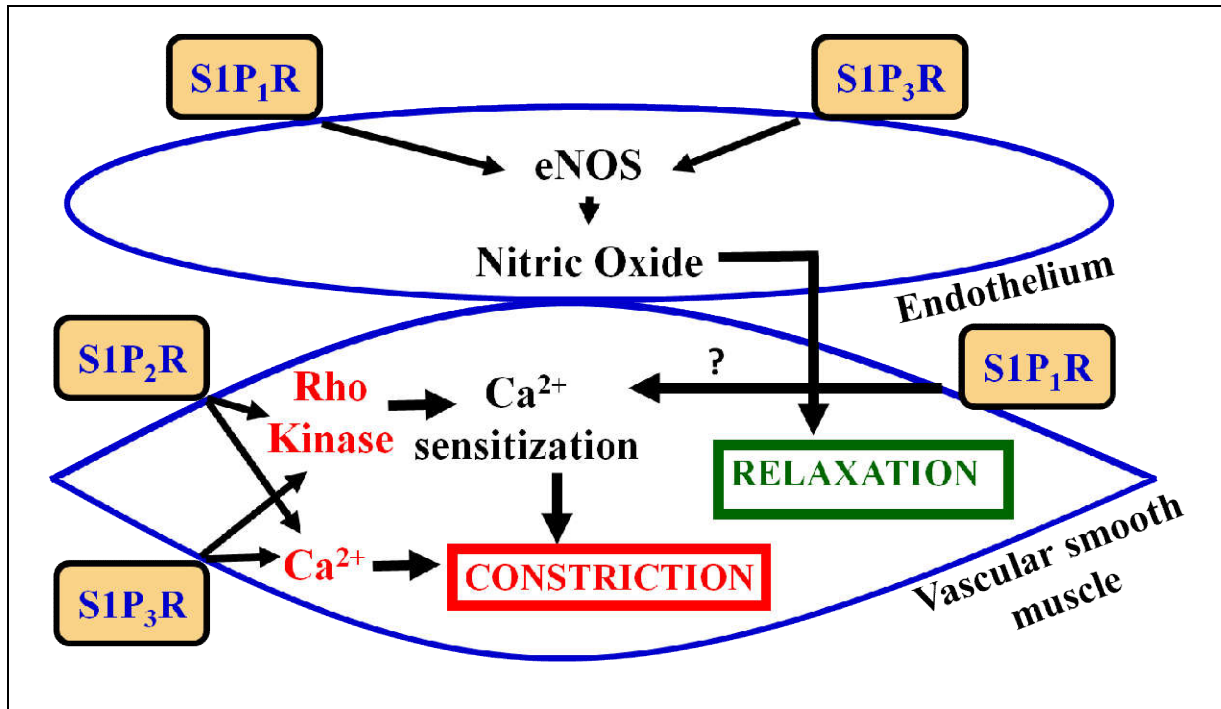 S1P₁R
S1P₃R
eNOS
Nitric Oxide
Endothelium
S1P₂R
Rho
Kinase
Ca²⁺
sensitization
?
S1P₁R
RELAXATION
S1P₃R
Ca²⁺
CONSTRICTION
Vascular smooth
muscle